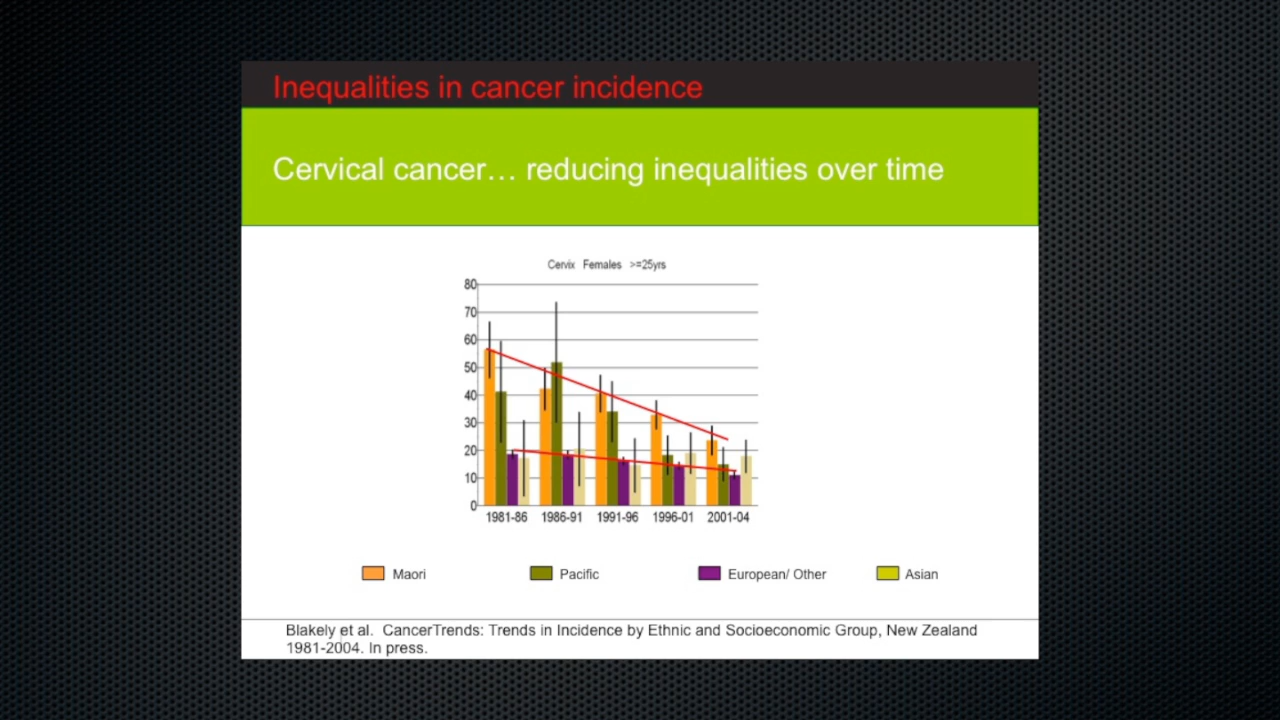 Inequalities in cancer incidence
Cervical cancer… reducing inequalities over time
Cervix Females >=25yrs
80
70
60
50
40
30
20
10
0
1981-86 1986-91 1991-96 1996-01 2001-04
Maori Pacific European/ Other Asian
Blakely et al. CancerTrends: Trends in Incidence by Ethnic and Socioeconomic Group, New Zealand
1981-2004. In press.